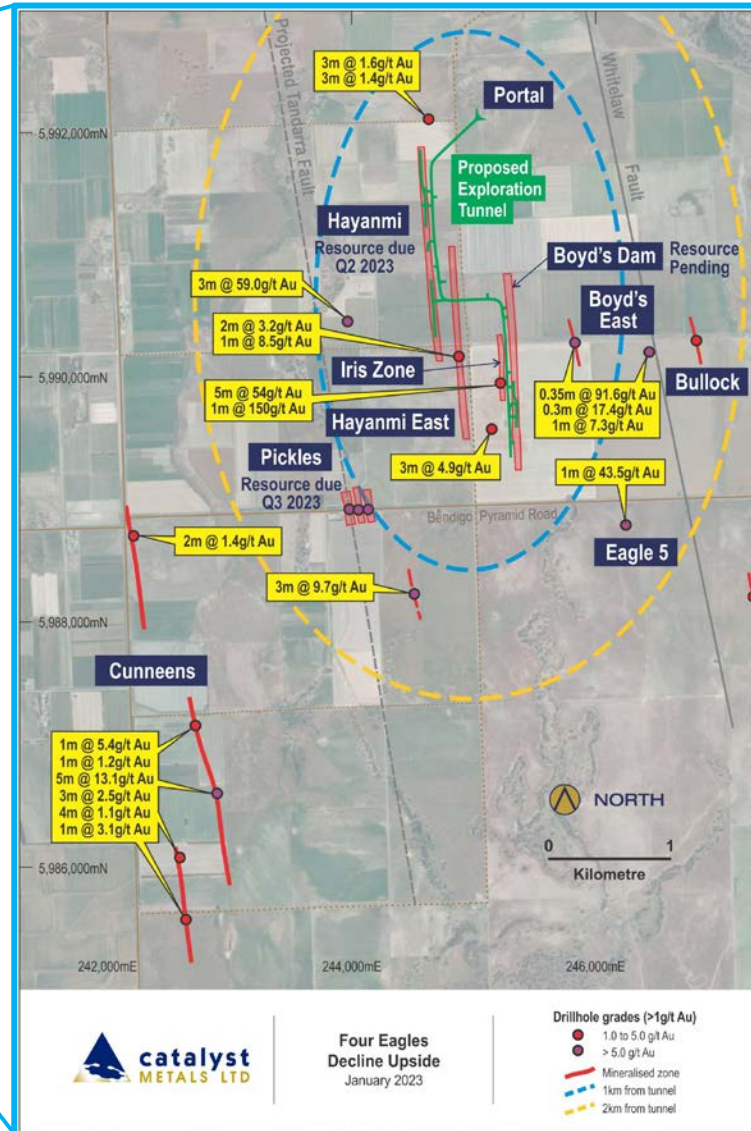 3m @ 1.6g/t Au
3m @ 1.4g/t Au
Portal
Projected Tandarra Fault
Whitelaw
Fault
5,992,000mN
Proposed
Exploration
Tunnel
Hayanmi
Resource due
Q2 2023
Boyd's Dam
Resource
Pending
3m @ 59.0g/t Au
Boyd's
East
2m @ 3.2g/t Au
1m @ 8.5g/t Au
Iris Zone
Bullock
5,990,000mN
5m @ 54g/t Au
1m @ 150g/t Au
0.35m @ 91.6g/t Au
0.3m @ 17.4g/t Au
1m @ 7.3g/t Au
Hayanmi East
Pickles
Resource due
Q3 2023
3m @ 4.9g/t Au
1m @ 43.5g/t Au
Bendigo Pyramid Road
2m @ 1.4g/t Au
Eagle 5
3m @ 9.7g/t Au
5,988,000mN
Cunneens
1m @ 5.4g/t Au
1m @ 1.2g/t Au
5m @ 13.1g/t Au
3m @ 2.5g/t Au
4m @ 1.1g/t Au
1m @ 3.1g/t Au
NORTH
0 1
Kilometre
5,986,000mN
242,000mE
244,000mE
246,000mE
catalyst
METALS LTD
Four Eagles
Decline Upside
January 2023
Drillhole grades (>1g/t Au)
1.0 to 5.0 g/t Au
> 5.0 g/t Au
Mineralised zone
1km from tunnel
2km from tunnel